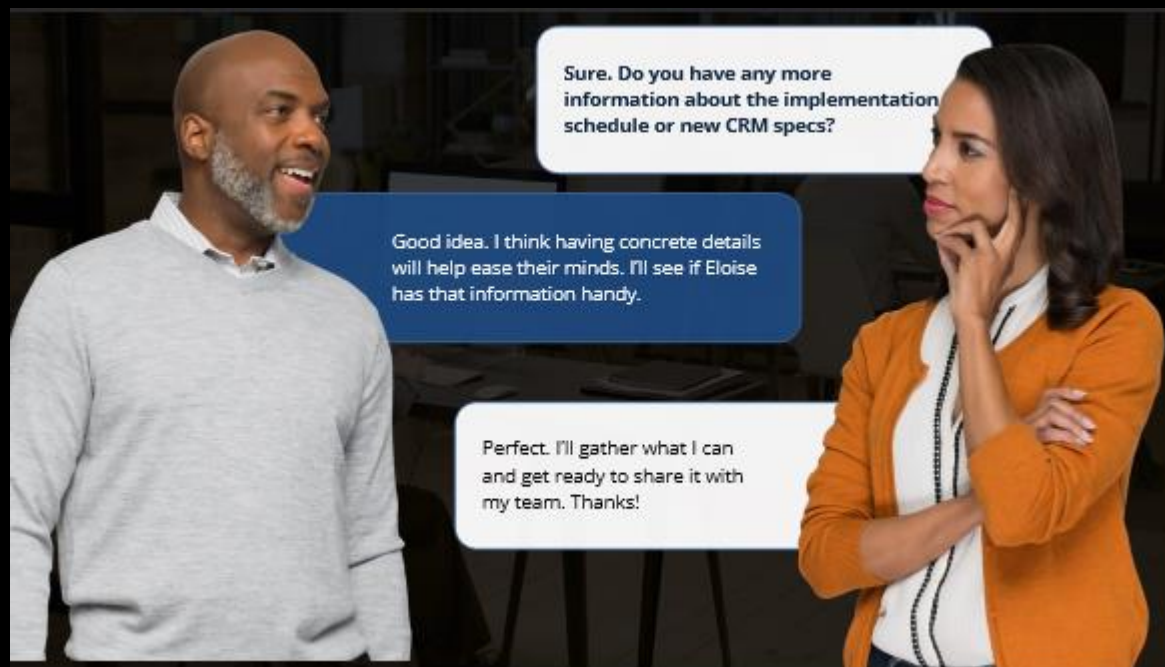 Sure. Do you have any more
information about the implementation
schedule or new CRM specs?
Good idea. I think having concrete details
will help ease their minds. I'll see if Eloise
has that information handy.
Perfect. I'll gather what I can
and get ready to share it with
my team. Thanks!